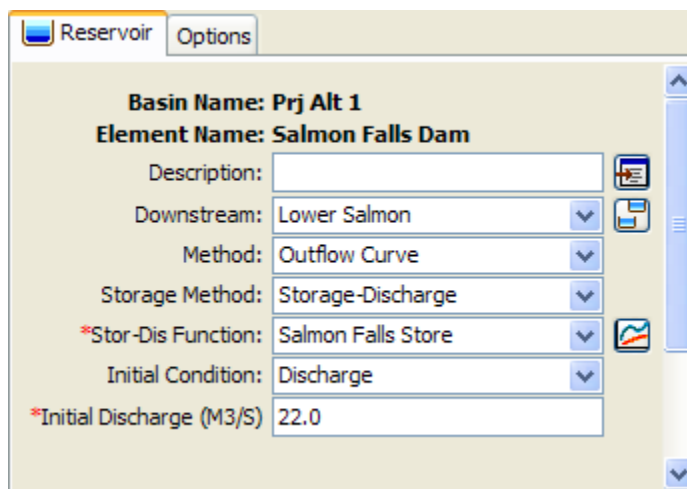 Reservoir Options
Basin Name: Prj Alt 1
Element Name: Salmon Falls Dam
Description:
Downstream: Lower Salmon
Method: Outflow Curve
Storage Method: Storage-Discharge
*Stor-Dis Function: Salmon Falls Store
Initial Condition: Discharge
*Initial Discharge (M3/S) 22.0